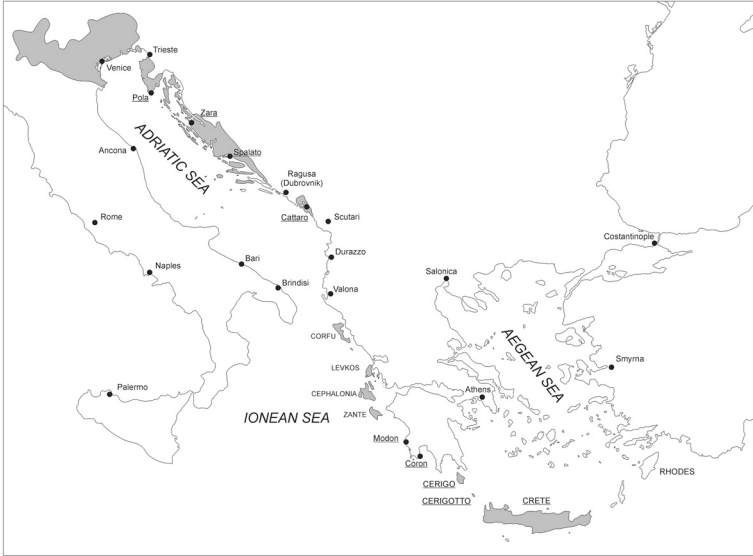 Trieste
Venice
Pola
Zara
ADRIATIC SEA
Ancona
Spalato
Ragusa
(Dubrovnik)
Cattaro
Rome
Scutari
Costantinople
Durazzo
Bari
Naples
Salonica
Brindisi
Valona
CORFU
AEGEAN SEA
LEVKOS
Smyrna
Palermo
CEPHALONIA
Athens
IONEAN SEA
ZANTE
Modon
Coron
RHODES
CERIGO
CERIGOTTO
CRETE